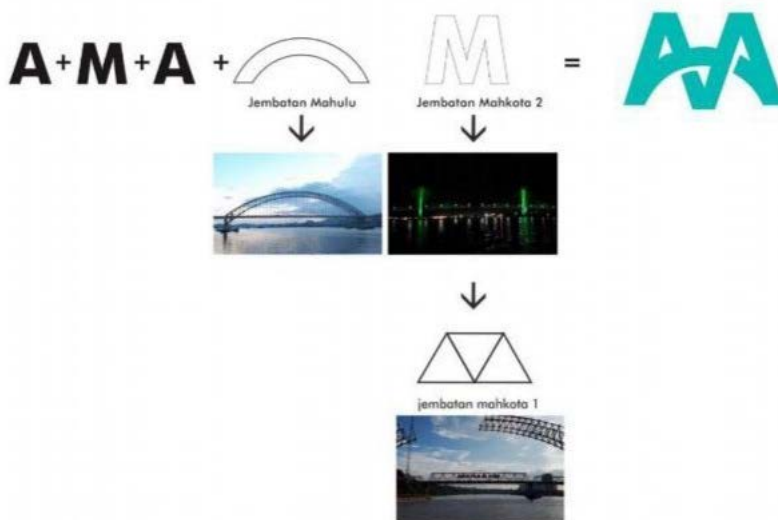 A + M + A + M =
Jembatan Mahulu
Jembatan Mahkota 2
jembatan mahkota 1